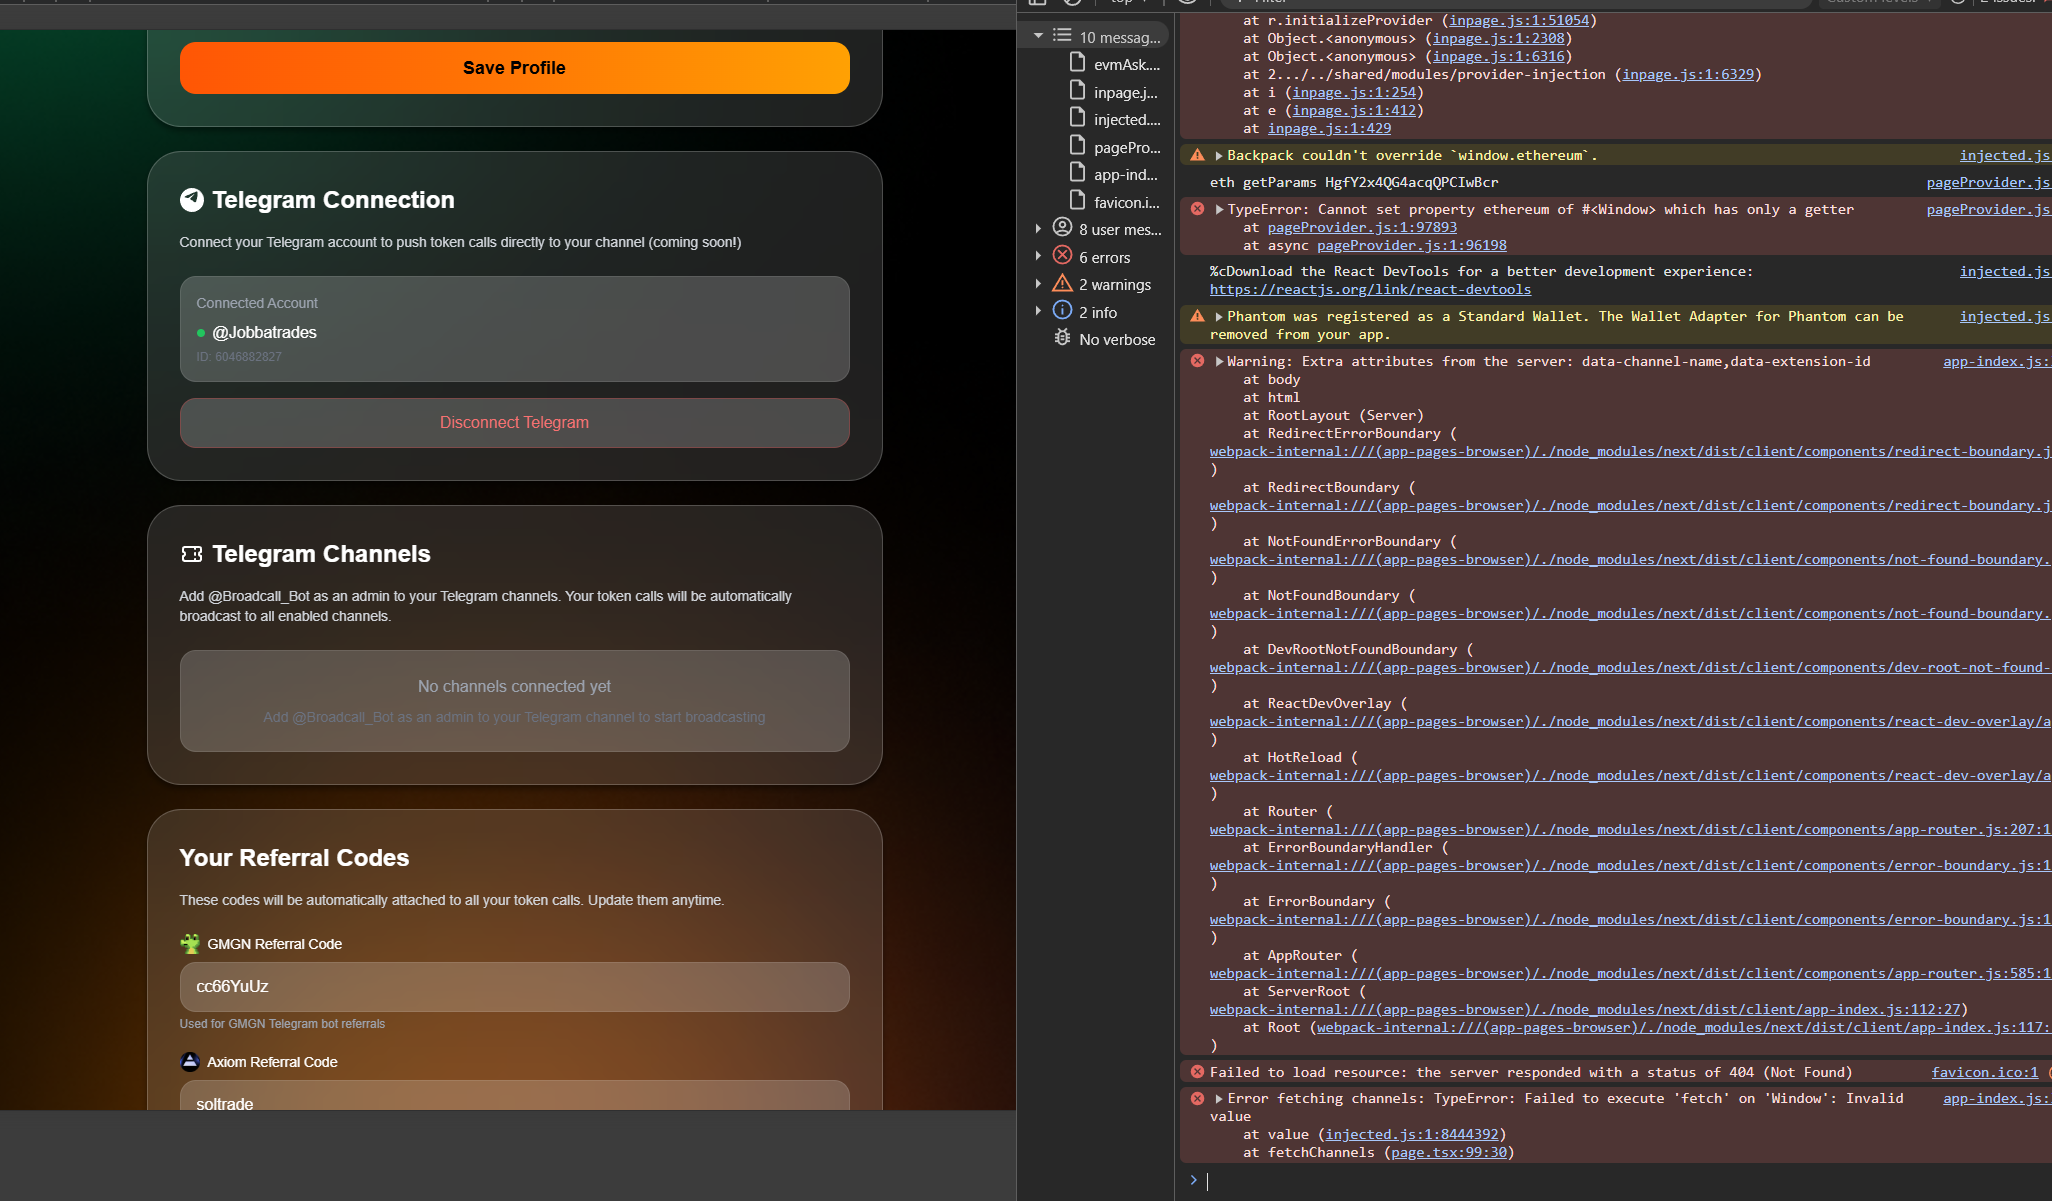 Save Profile
Telegram Connection
Connect your Telegram account to push token calls directly to your channel (coming soon!)
Connected Account
@Jobbatrades
ID: 6046882827
Disconnect Telegram
Telegram Channels
Add @Broadcall_Bot as an admin to your Telegram channels. Your token calls will be automatically
broadcast to all enabled channels.
No channels connected yet
Add @Broadcall_Bot as an admin to your Telegram channel to start broadcasting
Your Referral Codes
These codes will be automatically attached to all your token calls. Update them anytime.
GMGN Referral Code
cc66YuUz
Used for GMGN Telegram bot referrals
Axiom Referral Code
soltrade
10 messag...
evmAsk....
inpage.j...
injected....
pagePro...
app-ind...
favicon.i...
8 user mes...
6 errors
2 warnings
2 info
No verbose
at r.initializeProvider (inpage.js:1:51054)
at Object.<anonymous> (inpage.js:1:2308)
at Object.<anonymous> (inpage.js:1:6316)
at 2.../../shared/modules/provider-injection (inpage.js:1:6329)
at i (inpage.js:1:254)
at e (inpage.js:1:412)
at inpage.js:1:429
Backpack couldn't override `window.ethereum`. injected.js
eth getParams HgfY2x4QG4acqQPCIwBcr pageProvider.js
TypeError: Cannot set property ethereum of #<Window> which has only a getter pageProvider.js
at pageProvider.js:1:97893
at async pageProvider.js:1:96198
%cDownload the React DevTools for a better development experience: injected.js
https://reactjs.org/link/react-devtools
Phantom was registered as a Standard Wallet. The Wallet Adapter for Phantom can be injected.js
removed from your app.
Warning: Extra attributes from the server: data-channel-name,data-extension-id app-index.js:
at body
at html
at RootLayout (Server)
at RedirectErrorBoundary (
webpack-internal:///(app-pages-browser)/./node_modules/next/dist/client/components/redirect-boundary.j
)
at RedirectBoundary (
webpack-internal:///(app-pages-browser)/./node_modules/next/dist/client/components/redirect-boundary.j
)
at NotFoundErrorBoundary (
webpack-internal:///(app-pages-browser)/./node_modules/next/dist/client/components/not-found-boundary.
)
at NotFoundBoundary (
webpack-internal:///(app-pages-browser)/./node_modules/next/dist/client/components/not-found-boundary.
)
at DevRootNotFoundBoundary (
webpack-internal:///(app-pages-browser)/./node_modules/next/dist/client/components/dev-root-not-found-
)
at ReactDevOverlay (
webpack-internal:///(app-pages-browser)/./node_modules/next/dist/client/components/react-dev-overlay/a
)
at HotReload (
webpack-internal:///(app-pages-browser)/./node_modules/next/dist/client/components/react-dev-overlay/a
)
at Router (
webpack-internal:///(app-pages-browser)/./node_modules/next/dist/client/components/app-router.js:207:1
at ErrorBoundaryHandler (
webpack-internal:///(app-pages-browser)/./node_modules/next/dist/client/components/error-boundary.js:1
)
at ErrorBoundary (
webpack-internal:///(app-pages-browser)/./node_modules/next/dist/client/components/error-boundary.js:1
)
at AppRouter (
webpack-internal:///(app-pages-browser)/./node_modules/next/dist/client/components/app-router.js:585:1
at ServerRoot (
webpack-internal:///(app-pages-browser)/./node_modules/next/dist/client/app-index.js:112:27)
at Root (webpack-internal:///(app-pages-browser)/./node_modules/next/dist/client/app-index.js:117:
)
Failed to load resource: the server responded with a status of 404 (Not Found) favicon.ico:1 (
Error fetching channels: TypeError: Failed to execute 'fetch' on 'Window': Invalid app-index.js:
value
at value (injected.js:1:8444392)
at fetchChannels (page.tsx:99:30)